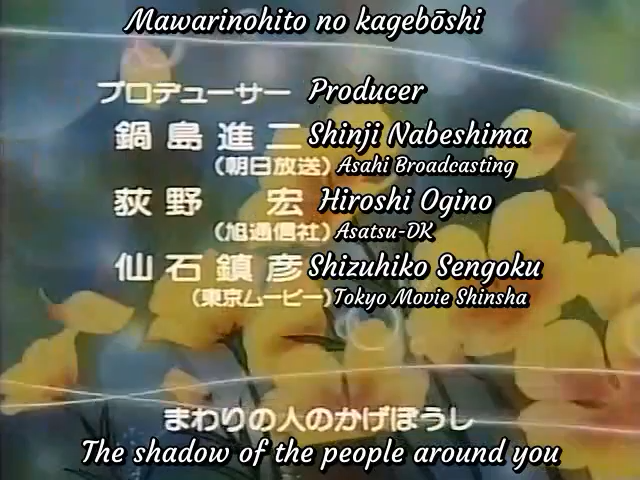 Mawarinohito no kagebōshi
プロデューサー Producer
鍋島進二 Shinji Nabeshima
(朝日放送) Asahi Broadcasting
荻野 宏 Hiroshi Ogino
(旭通信社) Asatsu-DK
仙石鎮彦 Shizuhiko Sengoku
(東京ムービー) Tokyo Movie Shinsha
まわりの人のかげぼうし
The shadow of the people around you